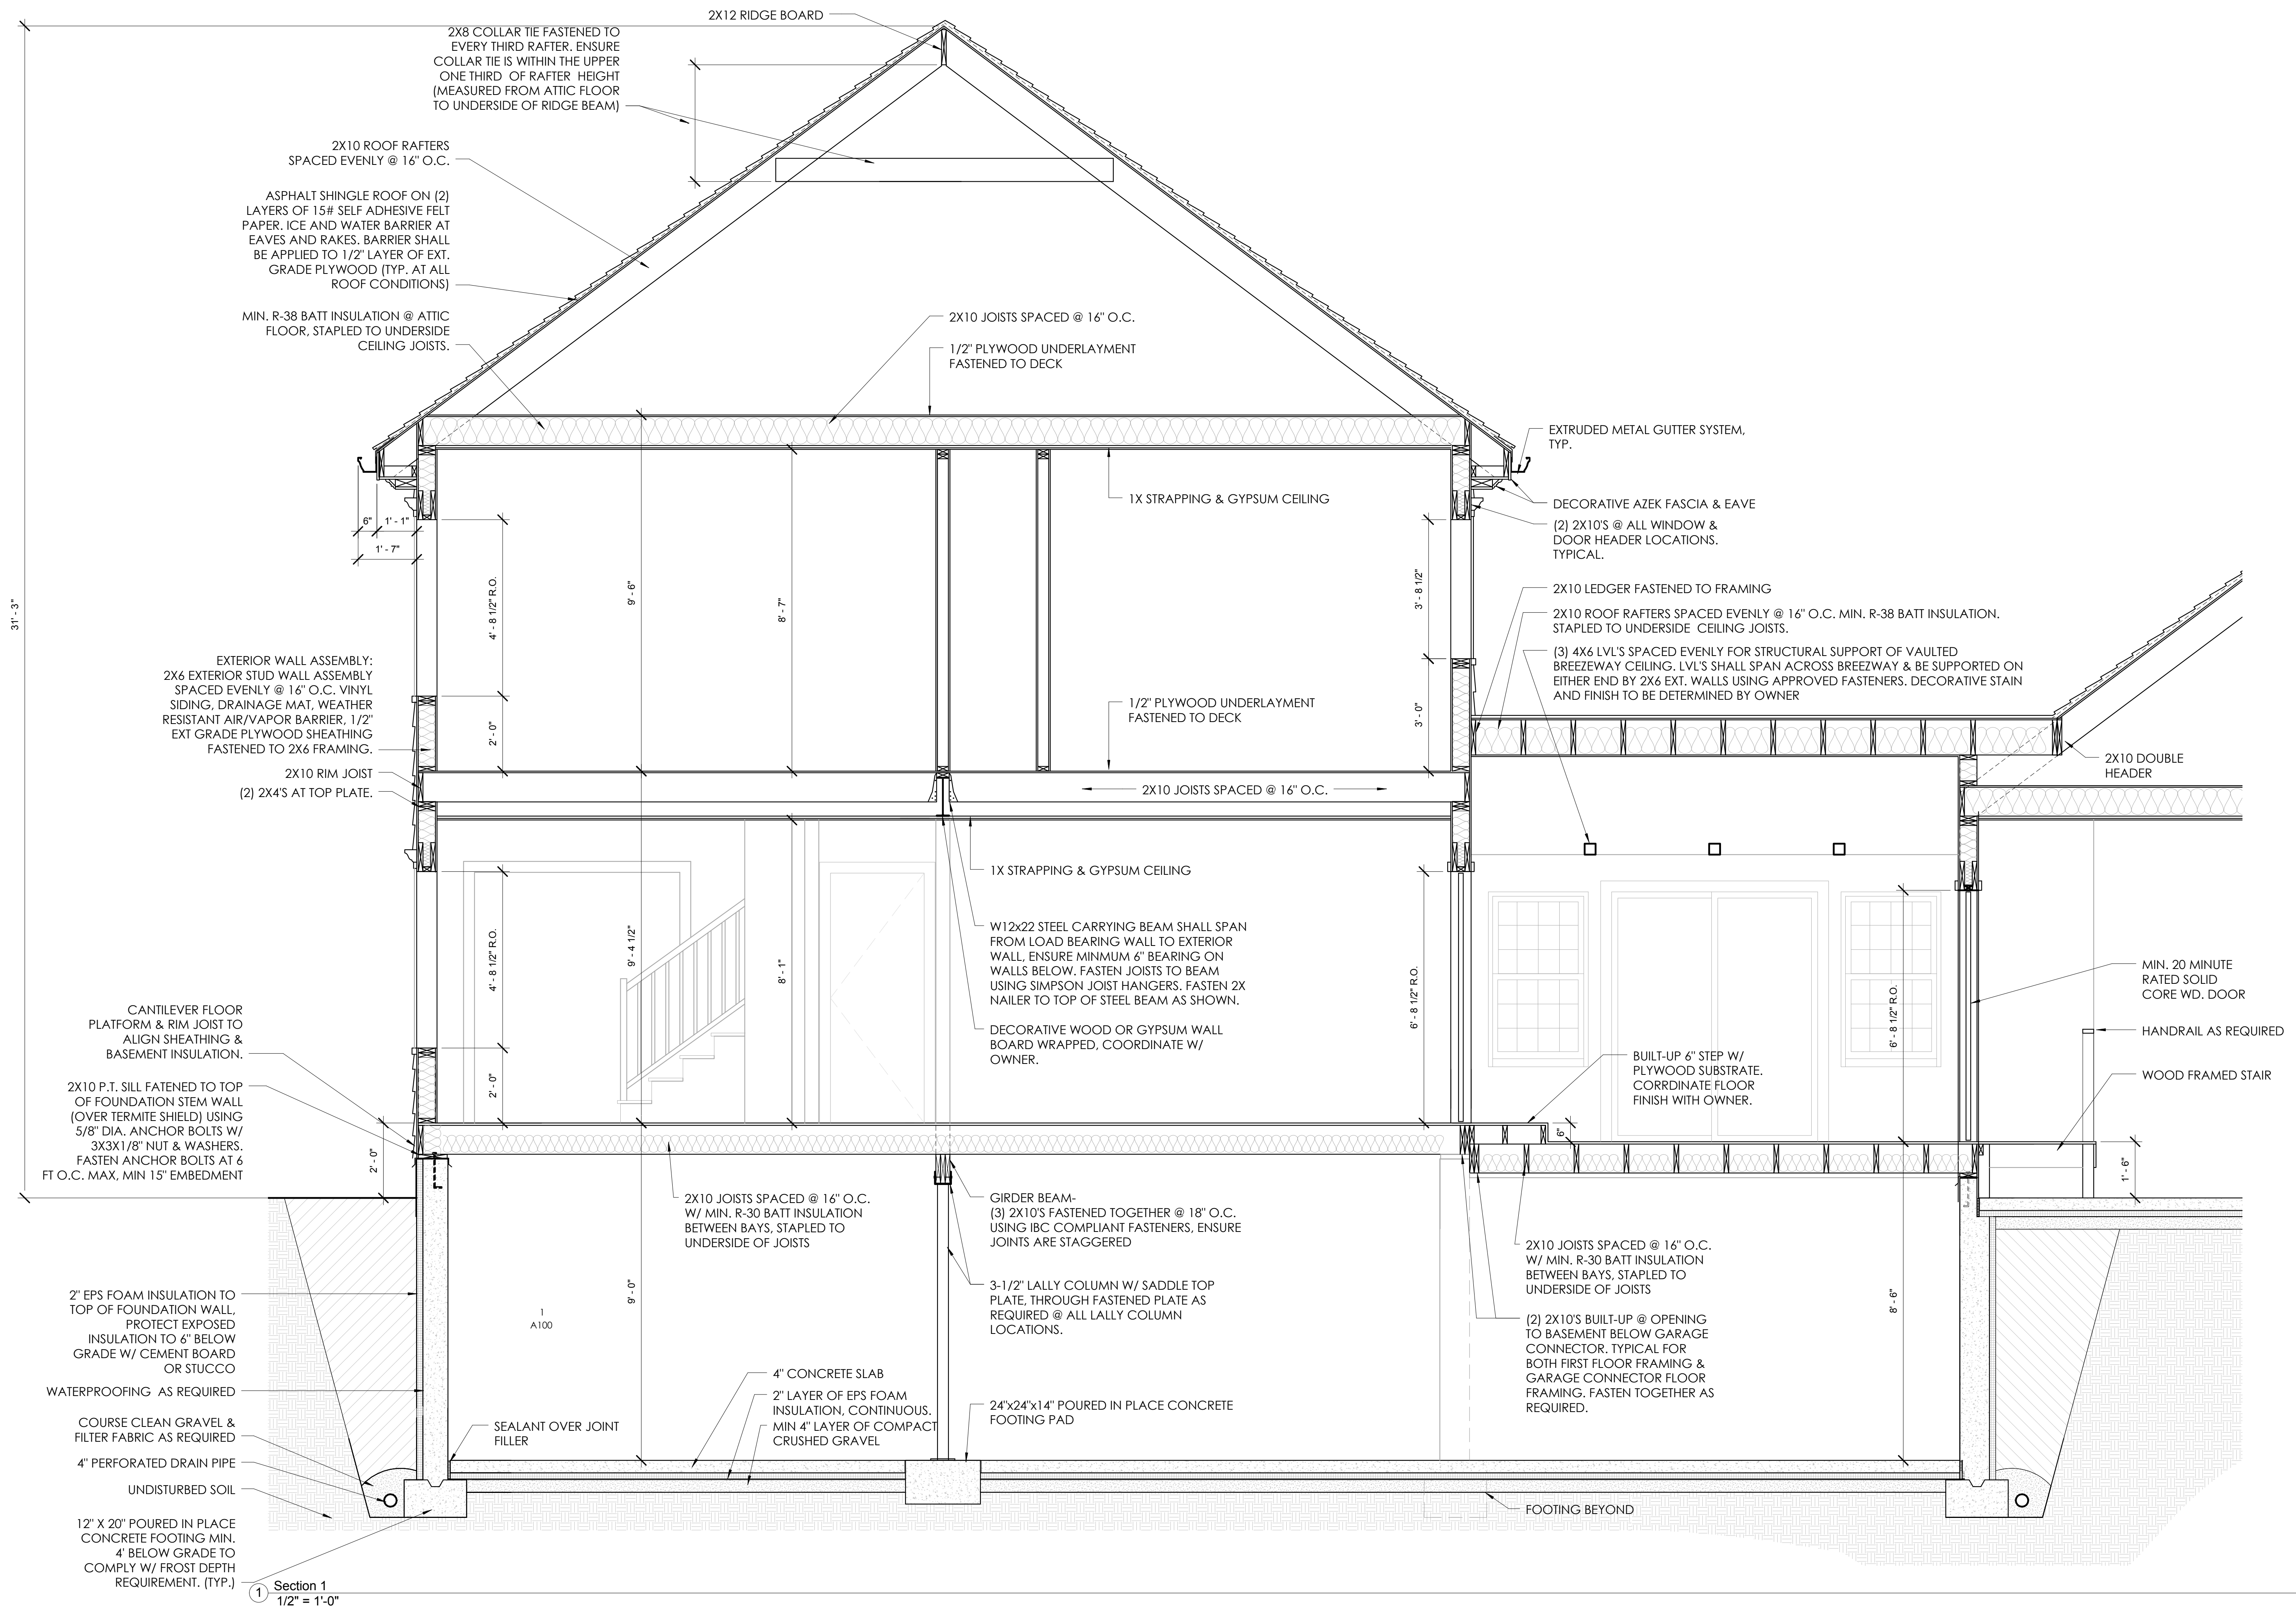 2X12 RIDGE BOARD
2X8 COLLAR TIE FASTENED TO
EVERY THIRD RAFTER. ENSURE
COLLAR TIE IS WITHIN THE UPPER
ONE THIRD OF RAFTER HEIGHT
(MEASURED FROM ATTIC FLOOR
TO UNDERSIDE OF RIDGE BEAM)
2X10 ROOF RAFTERS
SPACED EVENLY @ 16" O.C.
ASPHALT SHINGLE ROOF ON (2)
LAYERS OF 15# SELF ADHESIVE FELT
PAPER. ICE AND WATER BARRIER AT
EAVES AND RAKES. BARRIER SHALL
BE APPLIED TO 1/2" LAYER OF EXT.
GRADE PLYWOOD (TYP. AT ALL
ROOF CONDITIONS)
MIN. R-38 BATT INSULATION @ ATTIC
FLOOR, STAPLED TO UNDERSIDE
CEILING JOISTS.
2X10 JOISTS SPACED @ 16" O.C.
1/2" PLYWOOD UNDERLAYMENT
FASTENED TO DECK
EXTRUDED METAL GUTTER SYSTEM,
TYP.
1X STRAPPING & GYPSUM CEILING
DECORATIVE AZEK FASCIA & EAVE
(2) 2X10'S @ ALL WINDOW &
DOOR HEADER LOCATIONS.
TYPICAL.
6"
1' - 1"
1' - 7"
31' - 3"
4' - 8 1/2" R.O.
9' - 6"
8' - 7"
3' - 8 1/2"
2X10 LEDGER FASTENED TO FRAMING
2X10 ROOF RAFTERS SPACED EVENLY @ 16" O.C. MIN. R-38 BATT INSULATION.
STAPLED TO UNDERSIDE CEILING JOISTS.
(3) 4X6 LVL'S SPACED EVENLY FOR STRUCTURAL SUPPORT OF VAULTED
BREEZEWAY CEILING. LVL'S SHALL SPAN ACROSS BREEZWAY & BE SUPPORTED ON
EITHER END BY 2X6 EXT. WALLS USING APPROVED FASTENERS. DECORATIVE STAIN
AND FINISH TO BE DETERMINED BY OWNER
EXTERIOR WALL ASSEMBLY:
2X6 EXTERIOR STUD WALL ASSEMBLY
SPACED EVENLY @ 16" O.C. VINYL
SIDING, DRAINAGE MAT, WEATHER
RESISTANT AIR/VAPOR BARRIER, 1/2"
EXT GRADE PLYWOOD SHEATHING
FASTENED TO 2X6 FRAMING.
2' - 0"
1/2" PLYWOOD UNDERLAYMENT
FASTENED TO DECK
3' - 0"
2X10 DOUBLE
HEADER
2X10 RIM JOIST
(2) 2X4'S AT TOP PLATE.
2X10 JOISTS SPACED @ 16" O.C.
1X STRAPPING & GYPSUM CEILING
4' - 8 1/2" R.O.
9' - 4 1/2"
8' - 1"
W12x22 STEEL CARRYING BEAM SHALL SPAN
FROM LOAD BEARING WALL TO EXTERIOR
WALL, ENSURE MINMUM 6" BEARING ON
WALLS BELOW. FASTEN JOISTS TO BEAM
USING SIMPSON JOIST HANGERS. FASTEN 2X
NAILER TO TOP OF STEEL BEAM AS SHOWN.
6' - 8 1/2" R.O.
6' - 8 1/2" R.O.
MIN. 20 MINUTE
RATED SOLID
CORE WD. DOOR
HANDRAIL AS REQUIRED
WOOD FRAMED STAIR
DECORATIVE WOOD OR GYPSUM WALL
BOARD WRAPPED, COORDINATE W/
OWNER.
BUILT-UP 6" STEP W/
PLYWOOD SUBSTRATE.
CORRDINATE FLOOR
FINISH WITH OWNER.
CANTILEVER FLOOR
PLATFORM & RIM JOIST TO
ALIGN SHEATHING &
BASEMENT INSULATION.
2X10 P.T. SILL FATENED TO TOP
OF FOUNDATION STEM WALL
(OVER TERMITE SHIELD) USING
5/8" DIA. ANCHOR BOLTS W/
3X3X1/8" NUT & WASHERS.
FASTEN ANCHOR BOLTS AT 6
FT O.C. MAX, MIN 15" EMBEDMENT
2' - 0"
2' - 0"
6"
1' - 6"
2X10 JOISTS SPACED @ 16" O.C.
W/ MIN. R-30 BATT INSULATION
BETWEEN BAYS, STAPLED TO
UNDERSIDE OF JOISTS
GIRDER BEAM-
(3) 2X10'S FASTENED TOGETHER @ 18" O.C.
USING IBC COMPLIANT FASTENERS, ENSURE
JOINTS ARE STAGGERED
2X10 JOISTS SPACED @ 16" O.C.
W/ MIN. R-30 BATT INSULATION
BETWEEN BAYS, STAPLED TO
UNDERSIDE OF JOISTS
3-1/2" LALLY COLUMN W/ SADDLE TOP
PLATE, THROUGH FASTENED PLATE AS
REQUIRED @ ALL LALLY COLUMN
LOCATIONS.
9' - 0"
8' - 6"
1
A100
(2) 2X10'S BUILT-UP @ OPENING
TO BASEMENT BELOW GARAGE
CONNECTOR. TYPICAL FOR
BOTH FIRST FLOOR FRAMING &
GARAGE CONNECTOR FLOOR
FRAMING. FASTEN TOGETHER AS
REQUIRED.
2" EPS FOAM INSULATION TO
TOP OF FOUNDATION WALL,
PROTECT EXPOSED
INSULATION TO 6" BELOW
GRADE W/ CEMENT BOARD
OR STUCCO
WATERPROOFING AS REQUIRED
COURSE CLEAN GRAVEL &
FILTER FABRIC AS REQUIRED
4" PERFORATED DRAIN PIPE
UNDISTURBED SOIL
12" X 20" POURED IN PLACE
CONCRETE FOOTING MIN.
4' BELOW GRADE TO
COMPLY W/ FROST DEPTH
REQUIREMENT. (TYP.)
SEALANT OVER JOINT
FILLER
4" CONCRETE SLAB
2" LAYER OF EPS FOAM
INSULATION, CONTINUOUS.
MIN 4" LAYER OF COMPACT
CRUSHED GRAVEL
24"x24"x14" POURED IN PLACE CONCRETE
FOOTING PAD
FOOTING BEYOND
1
Section 1
1/2" = 1'-0"